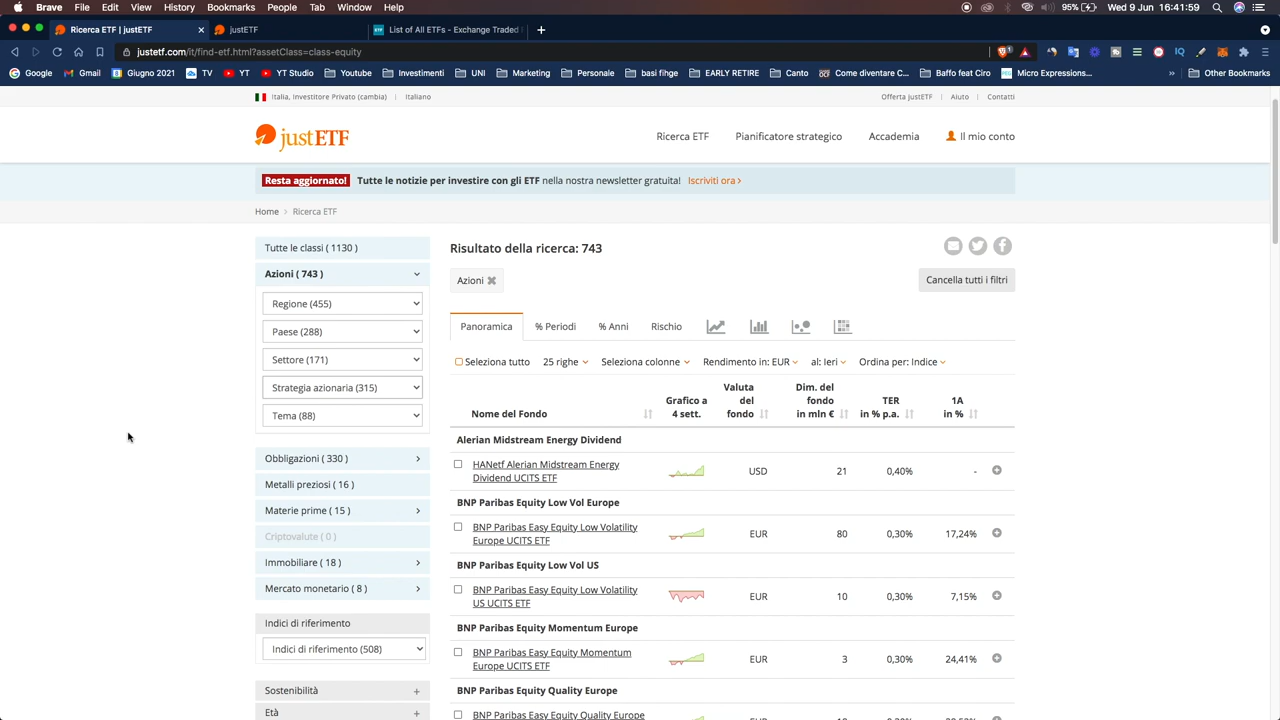 Brave File Edit View History Bookmarks Window Help
95% Wed 9 Jun 16:41:59
Ricerca ETF | justETF
justETF
List of All ETFs - Exchange Traded
justetf.com/it/find-etf.html?assetClass=class-equity
Google Gmail Giugno 2021 TV YT YT Studio Youtube Investimenti UNI Marketing Personale basi fihge EARLY RETIRE Canto Come diventare C... Baffo feat Ciro Micro Expressions... » Other Bookmarks
Italia, Investitore Privato (cambia) Italiano Offerta justETF Aiuto Contatti
justETF
Ricerca ETF Pianificatore strategico Accademia Il mio conto
Resta aggiornato! Tutte le notizie per investire con gli ETF nella nostra newsletter gratuita! Iscriviti ora >
Home > Ricerca ETF
Tutte le classi ( 1130 )
Azioni ( 743 )
Regione (455)
Paese (288)
Settore (171)
Strategia azionaria (315)
Tema (88)
Obbligazioni ( 330 )
Metalli preziosi ( 16 )
Materie prime ( 15 )
Criptovalute ( 0 )
Immobiliare ( 18 )
Mercato monetario ( 8 )
Indici di riferimento
Indici di riferimento (508)
Sostenibilità +
Età +
Risultato della ricerca: 743
Azioni
Cancella tutti i filtri
Panoramica % Periodi % Anni Rischio
Seleziona tutto 25 righe Seleziona colonne Rendimento in: EUR al: Ieri Ordina per: Indice
Nome del Fondo
Grafico a
4 sett.
Valuta
del
fondo
Dim. del
fondo
in mln €
TER
in % p.a.
1A
in %
Alerian Midstream Energy Dividend
HANetf Alerian Midstream Energy
Dividend UCITS ETF
USD 21 0,40% -
BNP Paribas Equity Low Vol Europe
BNP Paribas Easy Equity Low Volatility
Europe UCITS ETF
EUR 80 0,30% 17,24%
BNP Paribas Equity Low Vol US
BNP Paribas Easy Equity Low Volatility
US UCITS ETF
EUR 10 0,30% 7,15%
BNP Paribas Equity Momentum Europe
BNP Paribas Easy Equity Momentum
Europe UCITS ETF
EUR 3 0,30% 24,41%
BNP Paribas Equity Quality Europe
BNP Paribas Easy Equity Quality Europe